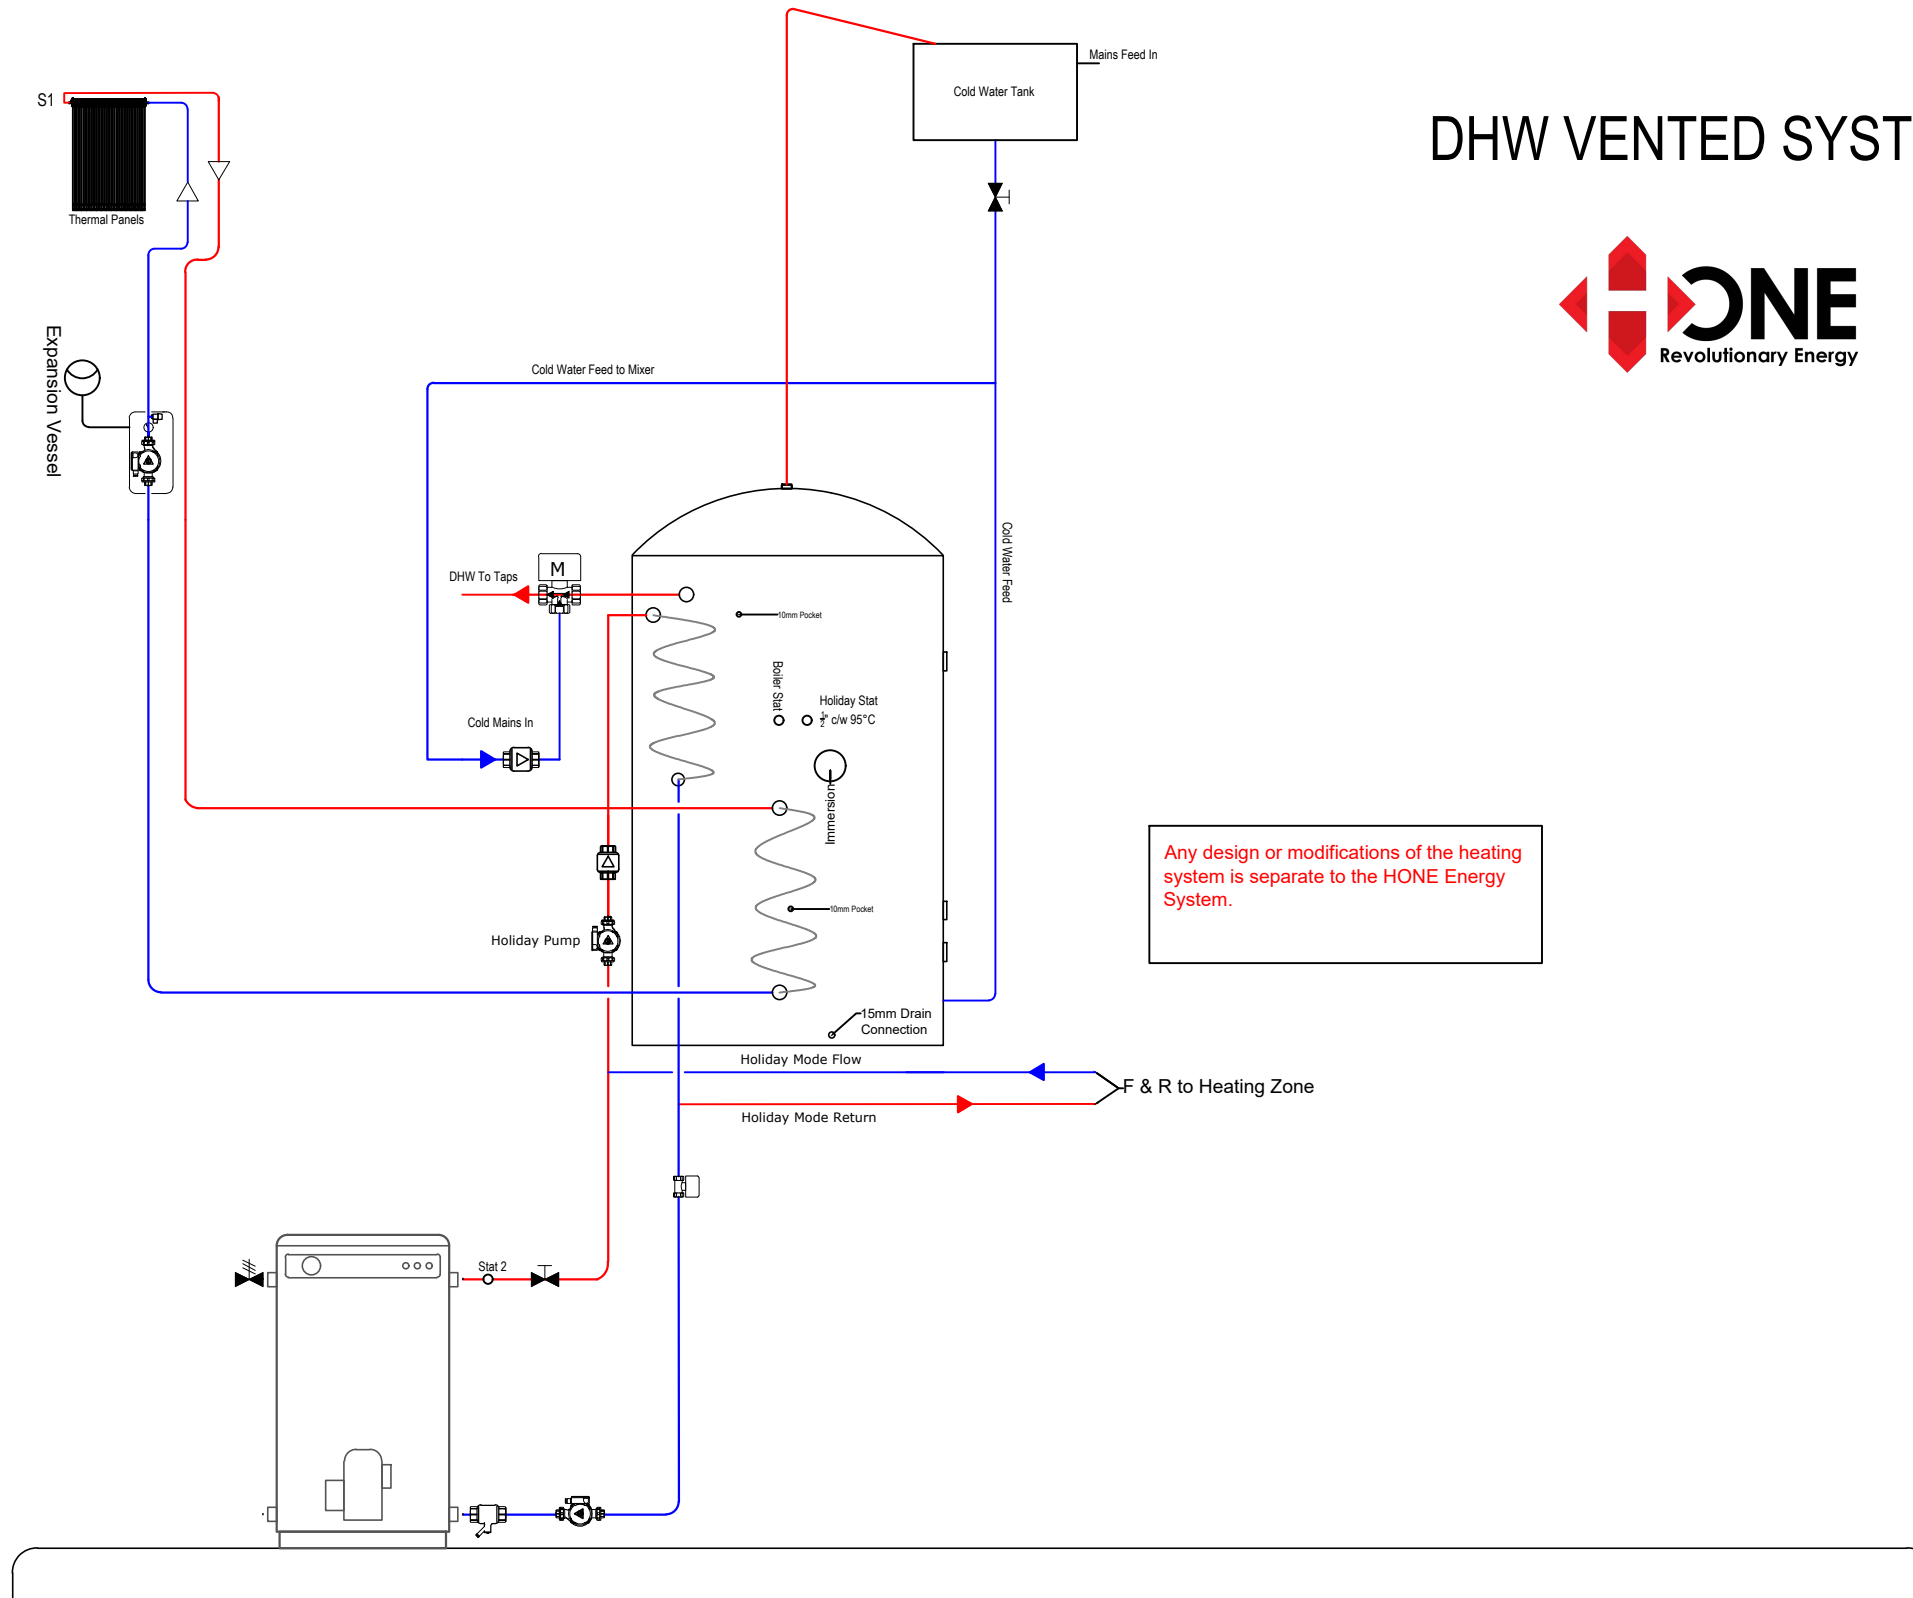 Mains Feed In
Cold Water Tank
S1
DHW VENTED SYST
Thermal Panels
ONE
Revolutionary Energy
Expansion Vessel
Cold Water Feed to Mixer
Cold Water Feed
M
DHW To Taps
10mm Pocket
Boiler Stat
Holiday Stat
½" c/w 95°C
Cold Mains In
Immersion
Any design or modifications of the heating
system is separate to the HONE Energy
System.
10mm Pocket
Holiday Pump
15mm Drain
Connection
Holiday Mode Flow
F & R to Heating Zone
Holiday Mode Return
Stat 2